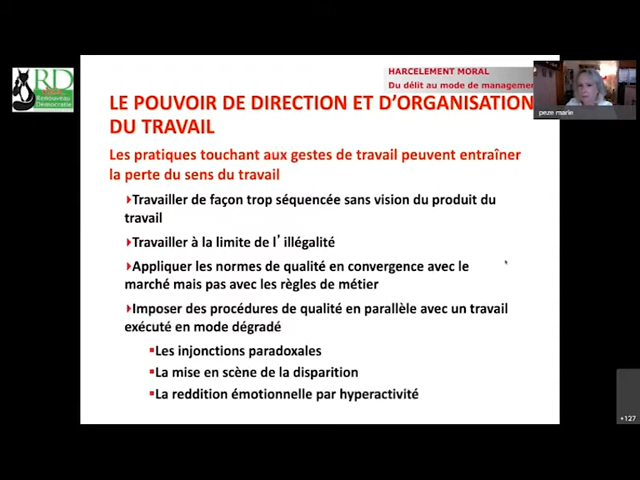 RD
Renouveau
Démocratie
HARCELEMENT MORAL
Du délit au mode de managemen
peze marie
LE POUVOIR DE DIRECTION ET D’ORGANISATION
DU TRAVAIL
Les pratiques touchant aux gestes de travail peuvent entraîner
la perte du sens du travail
Travailler de façon trop séquencée sans vision du produit du
travail
Travailler à la limite de l’ illégalité
Appliquer les normes de qualité en convergence avec le
marché mais pas avec les règles de métier
Imposer des procédures de qualité en parallèle avec un travail
exécuté en mode dégradé
Les injonctions paradoxales
La mise en scène de la disparition
La reddition émotionnelle par hyperactivité
+127